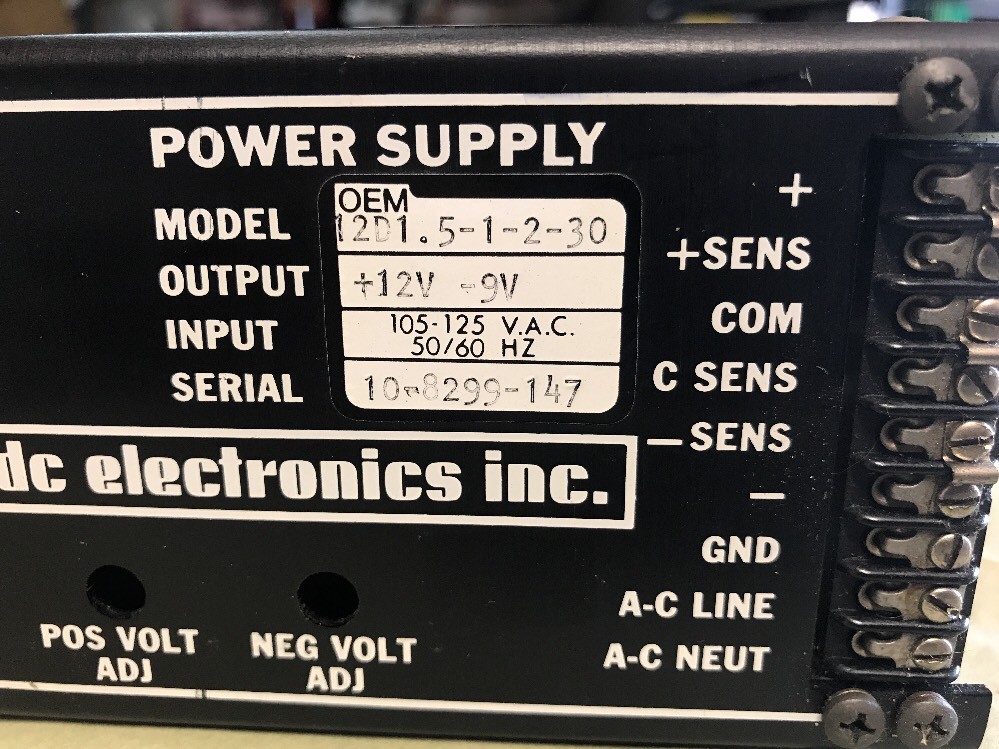 POWER SUPPLY
MODEL OEM 12D1.5-1-2-30
OUTPUT +12V -9V
INPUT 105-125 V.A.C. 50/60 HZ
SERIAL 10-8299-147
dc electronics inc.
POS VOLT ADJ
NEG VOLT ADJ
+
+SENS
COM
C SENS
—SENS
—
GND
A-C LINE
A-C NEUT